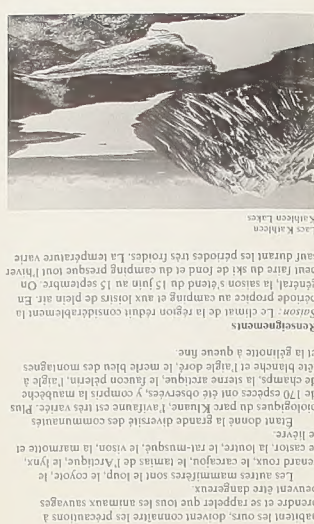 habitent les ours, doivent connaître les précautions à
prendre et se rappeler que tous les animaux sauvages
peuvent être dangereux.
Les autres mammifères sont le loup, le coyote, le
renard roux, le carcajou, le tamias de l'Arctique, le lynx,
le castor, la loutre, le rat-musqué, le vison, la marmotte et
le lièvre.
Étant donné la grande diversité des communautés
biologiques du parc Kluane, l'avifaune est très variée. Plus
de 170 espèces ont été observées, y compris la maubèche
des champs, la sterne arctique, le faucon pèlerin, l'aigle à
tête blanche et l'aigle doré, le merle bleu des montagnes
et la gélinotte à queue fine.
Renseignements
Saison: Le climat de la région réduit considérablement la
période propice au camping et aux loisirs de plein air. En
général, la saison s'étend du 15 juin au 15 septembre. On
peut faire du ski de fond et du camping presque tout l'hiver
sauf durant les périodes très froides. La température varie
Lacs Kathleen
Kathleen Lakes